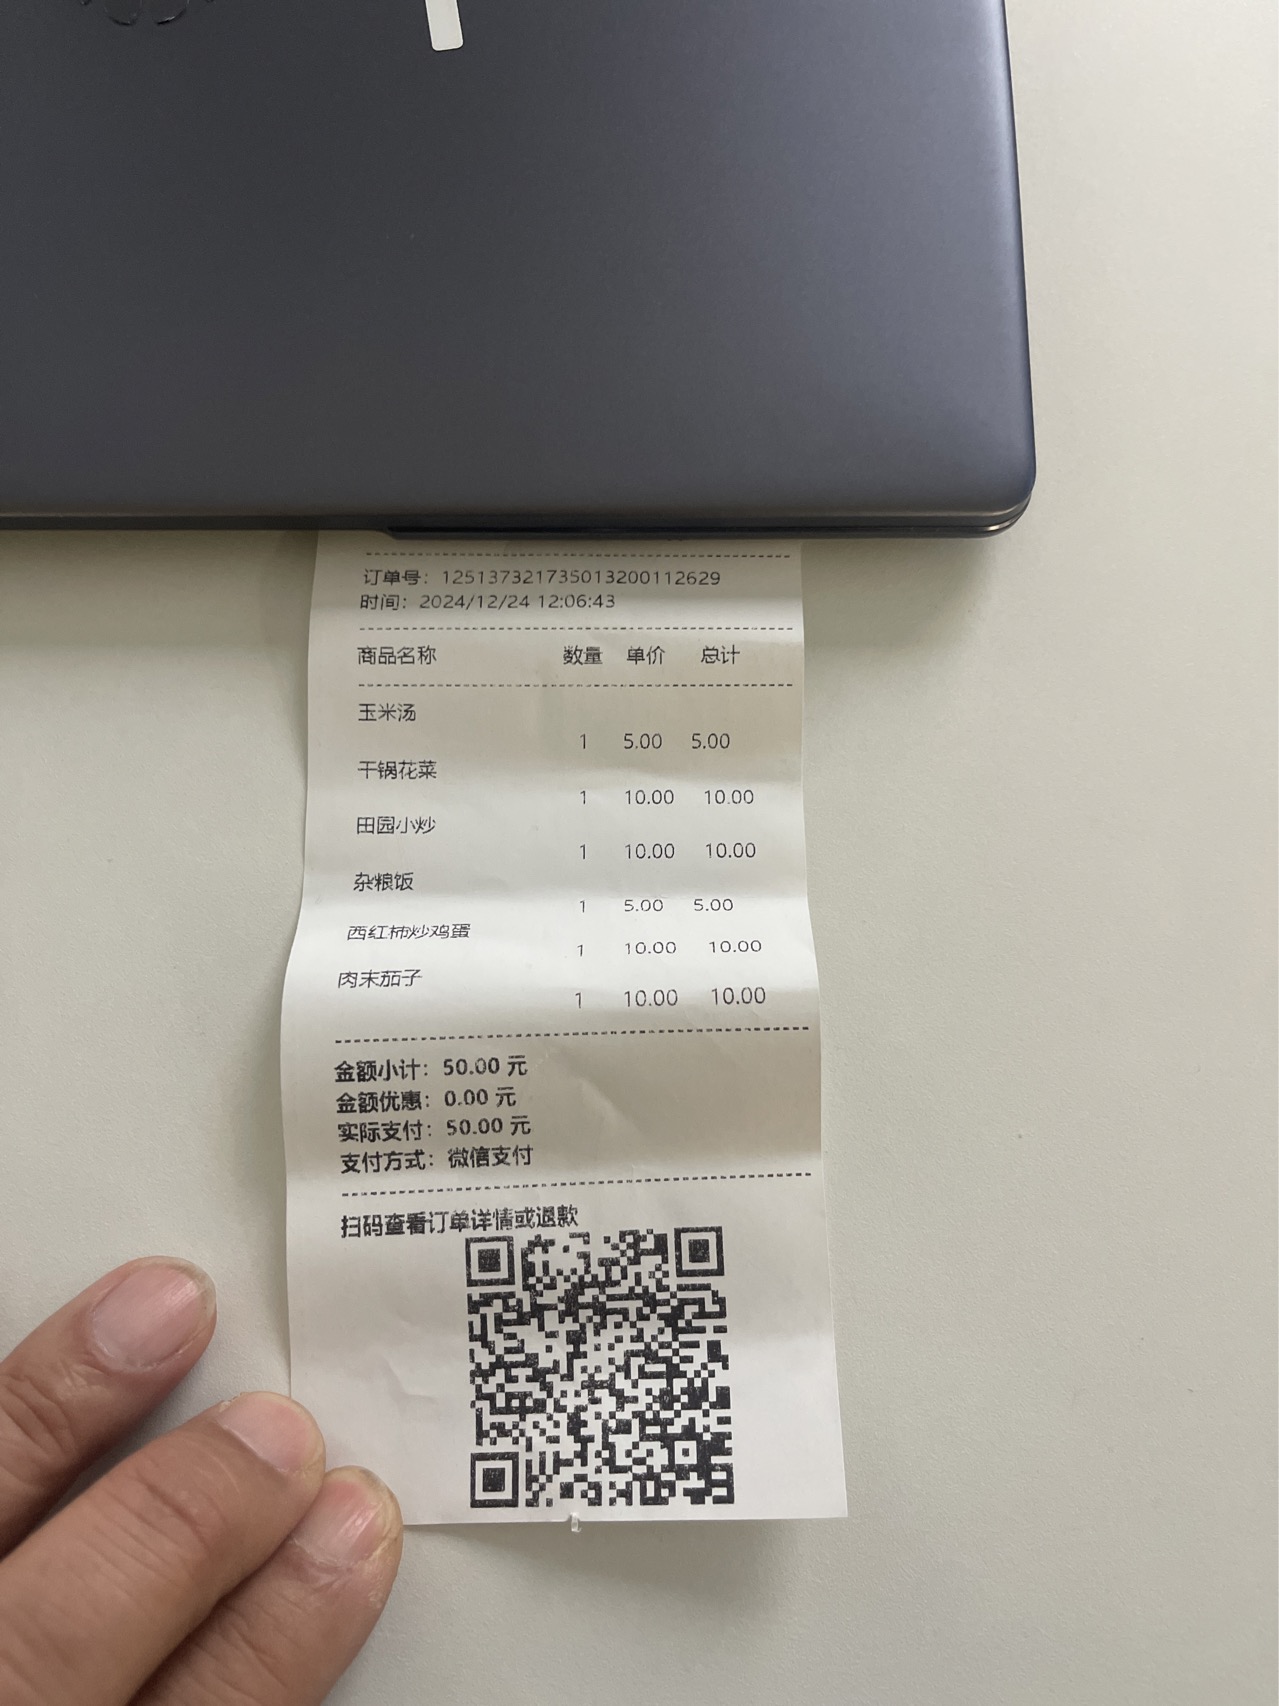 订单号：1251373217350132001​12629
时间：2024/12/24 12:06:43
商品名称 数量 单价 总计
玉米汤
1 5.00 5.00
干锅花菜
1 10.00 10.00
田园小炒
1 10.00 10.00
杂粮饭
1 5.00 5.00
西红柿炒鸡蛋
1 10.00 10.00
肉末茄子
1 10.00 10.00
金额小计：50.00 元
金额优惠：0.00 元
实际支付：50.00 元
支付方式：微信支付
扫码查看订单详情或退款